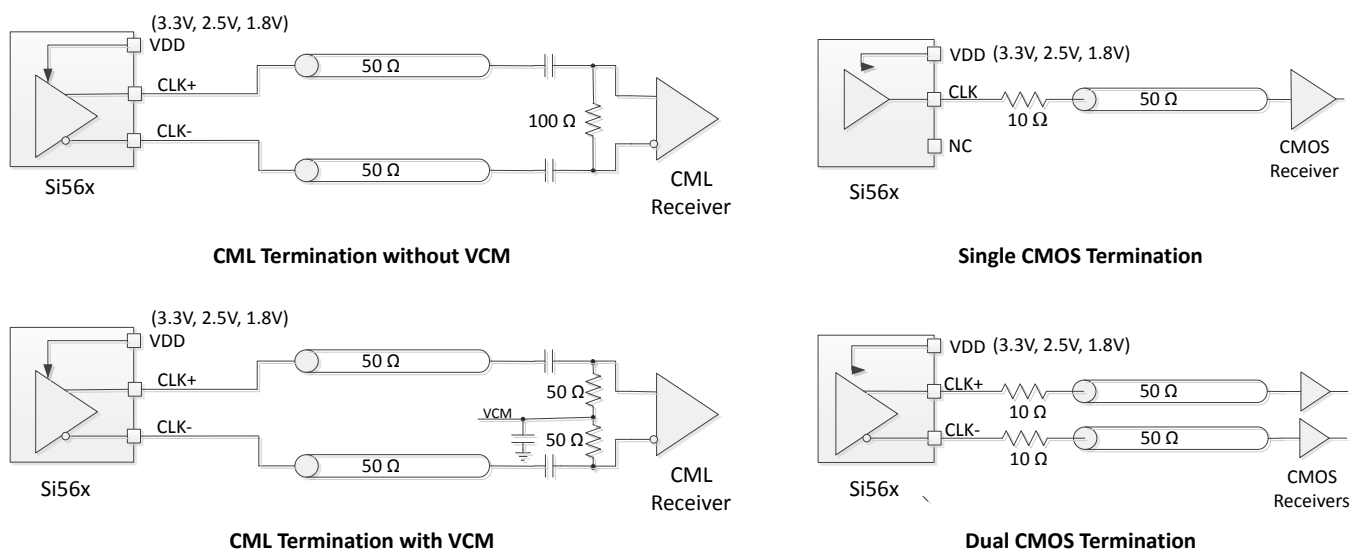 (3.3V, 2.5V, 1.8V)
VDD
CLK+
50 Ω
100 Ω
CLK-
50 Ω
Si56x
CML
Receiver
CML Termination without VCM
VDD (3.3V, 2.5V, 1.8V)
CLK
10 Ω
50 Ω
NC
CMOS
Receiver
Si56x
Single CMOS Termination
(3.3V, 2.5V, 1.8V)
VDD
CLK+
50 Ω
50 Ω
VCM
50 Ω
CLK-
50 Ω
Si56x
CML
Receiver
CML Termination with VCM
VDD (3.3V, 2.5V, 1.8V)
CLK+
10 Ω
50 Ω
CLK-
10 Ω
50 Ω
Si56x
CMOS
Receivers
Dual CMOS Termination